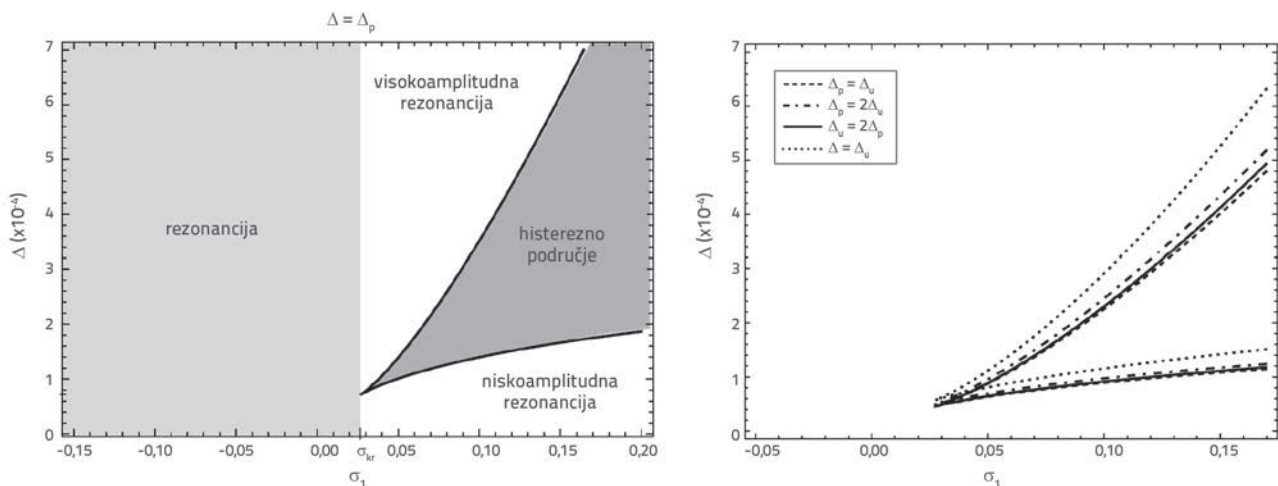 Δ = Δp
7
6
5
4
3
2
1
0
Δ (x10⁻⁴)
visokoamplitudna
rezonancija
rezonancija
histerezno
područje
niskoamplitudna
rezonancija
-0,15
-0,10
-0,05
0,00
σkr
0,05
0,10
0,15
0,20
σ₁
7
6
5
4
3
2
1
0
Δ (x10⁻⁴)
Δp = Δu
Δp = 2Δu
Δu = 2Δp
Δ = Δu
-0,05
0,00
0,05
0,10
0,15
σ₁